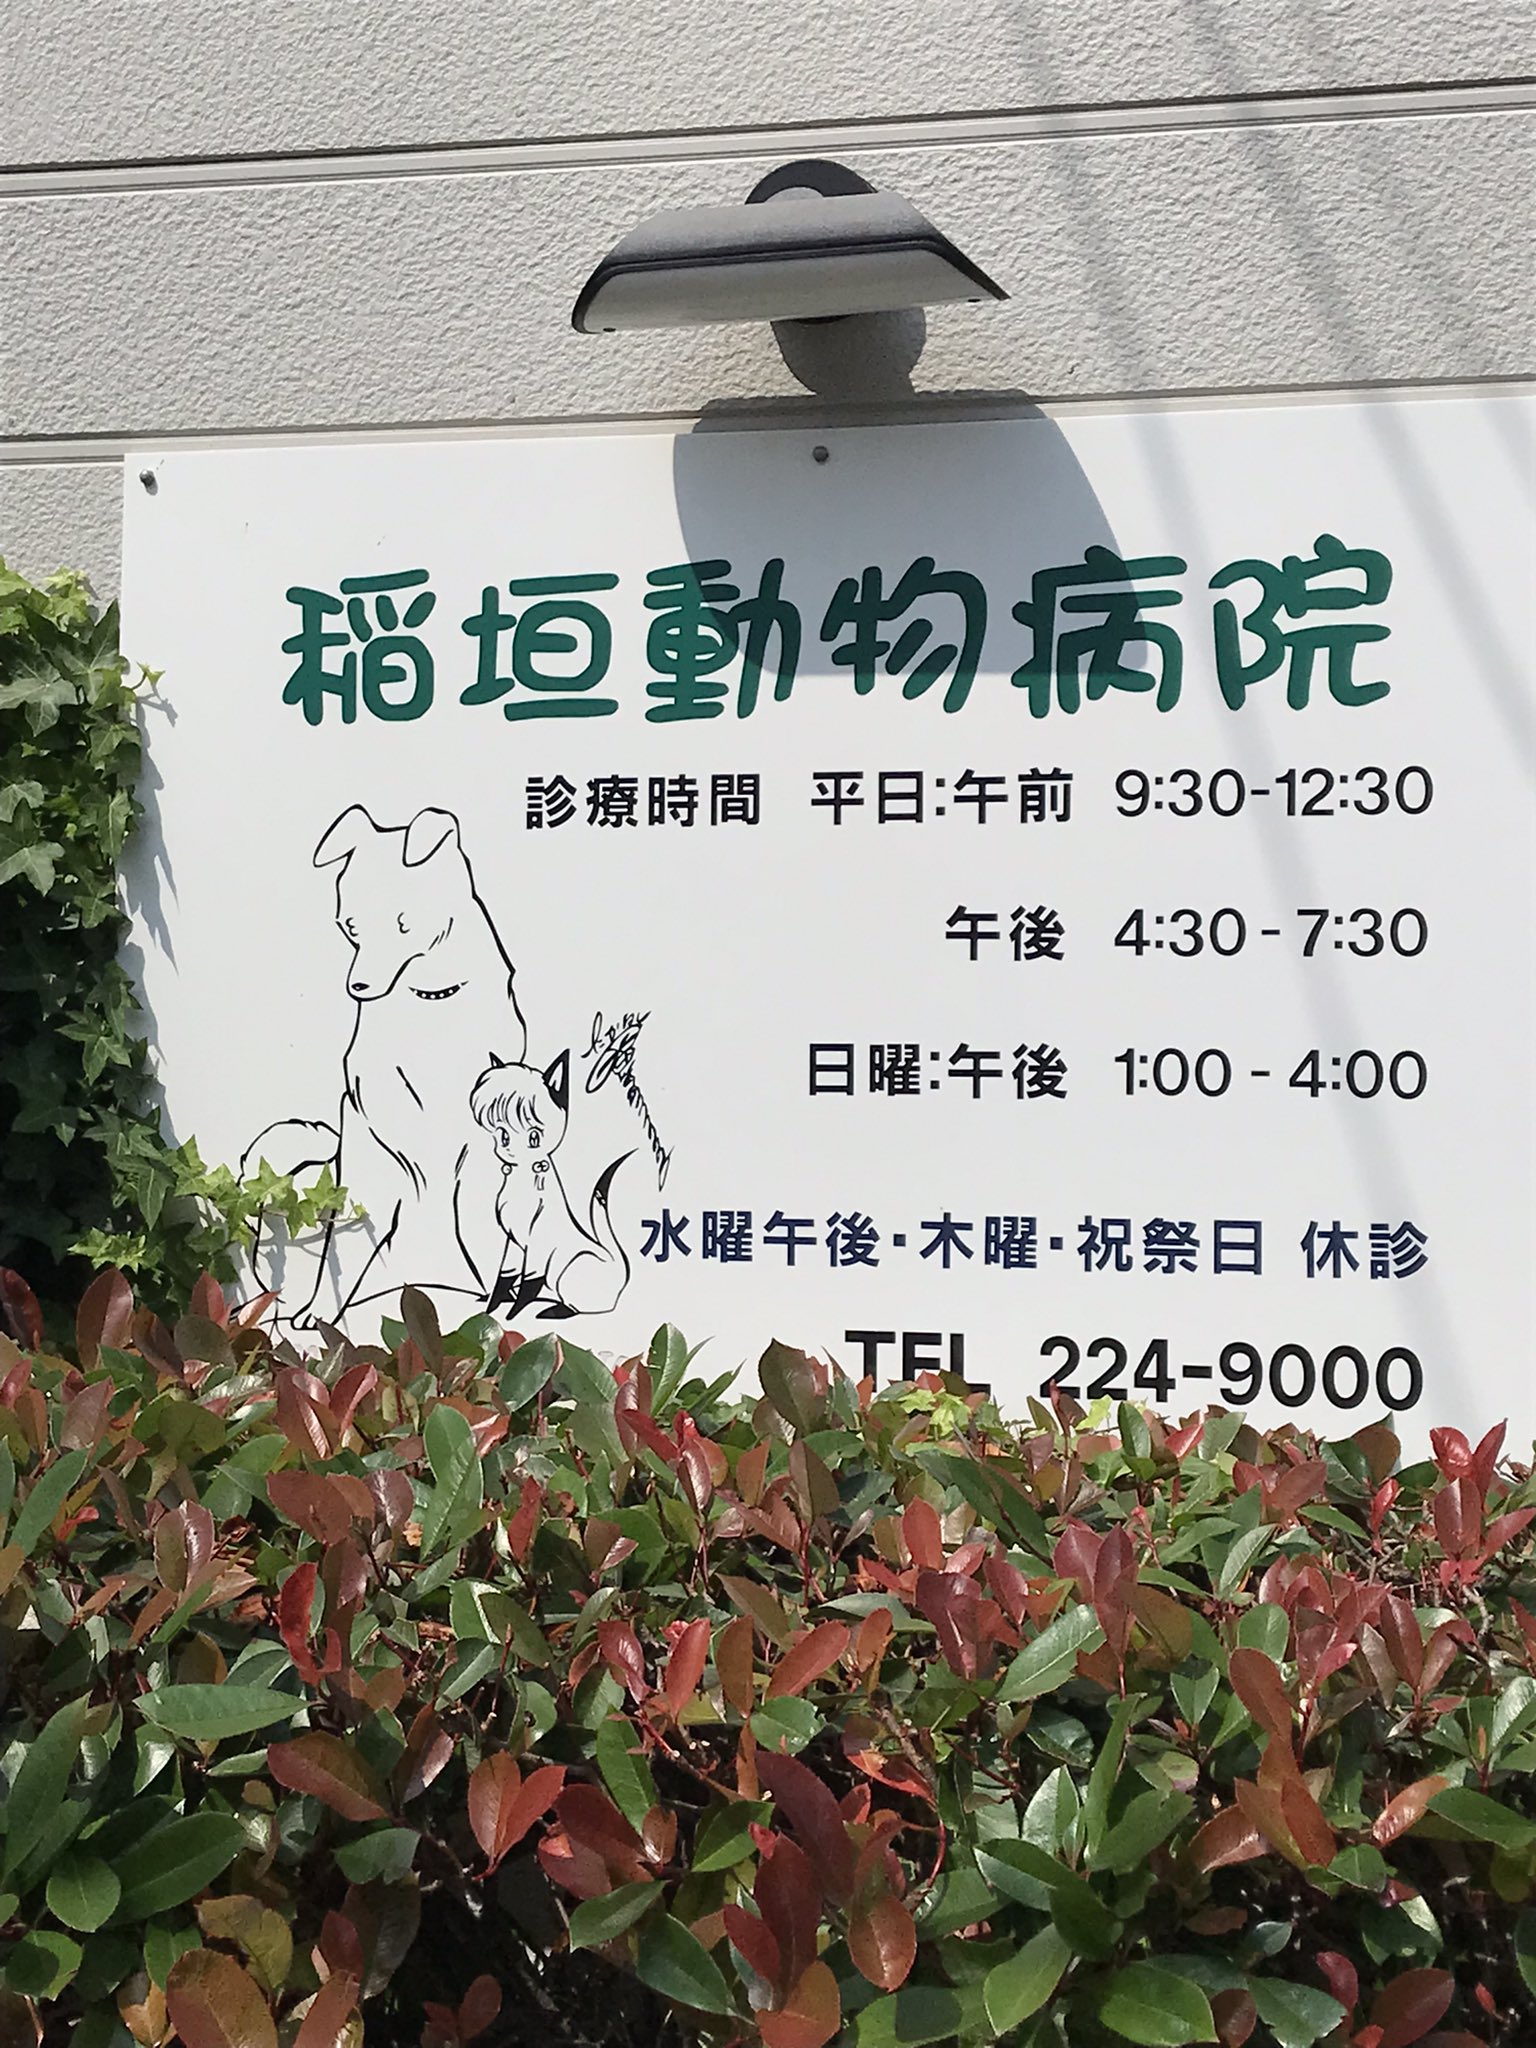 稲垣動物病院
診療時間 平日:午前 9:30-12:30
午後 4:30-7:30
日曜:午後 1:00-4:00
水曜午後・木曜・祝祭日 休診
TEL 224-9000